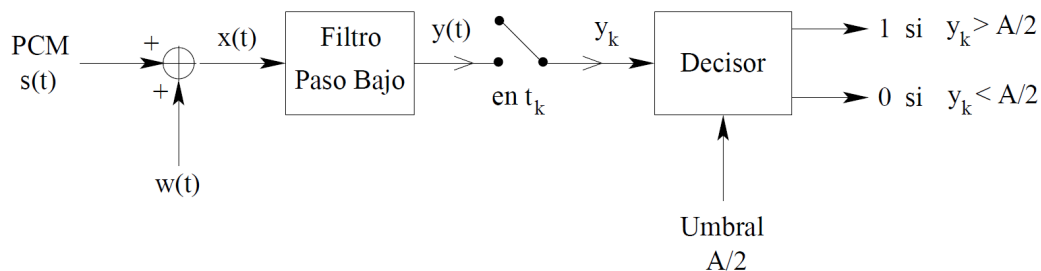 PCM
s(t)
+
+
w(t)
x(t)
Filtro
Paso Bajo
y(t)
en t_k
y_k
Decisor
1 si y_k > A/2
0 si y_k < A/2
Umbral
A/2